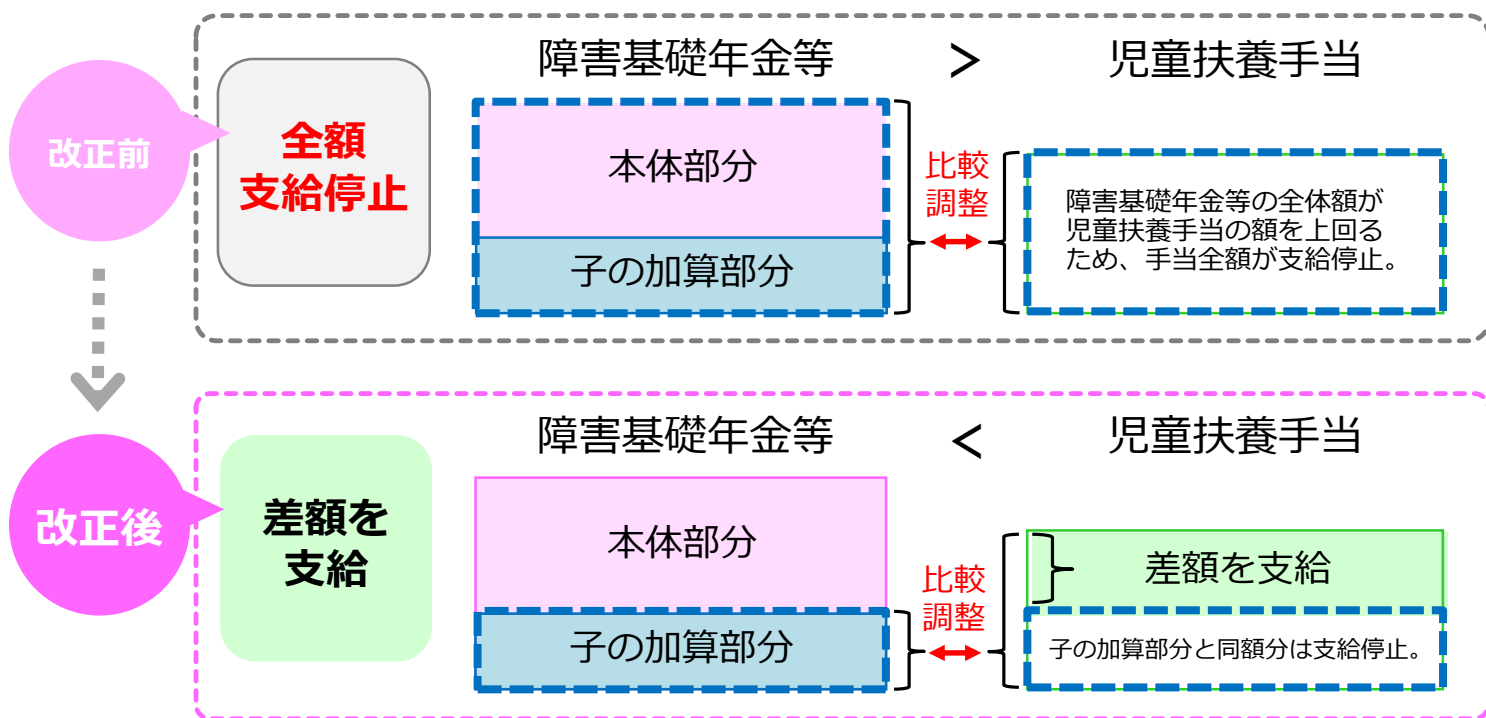 障害基礎年金等 > 児童扶養手当
改正前
全額
支給停止
本体部分
子の加算部分
比較
調整
障害基礎年金等の全体額が
児童扶養手当の額を上回る
ため、手当全額が支給停止。
障害基礎年金等 < 児童扶養手当
改正後
差額を
支給
本体部分
子の加算部分
比較
調整
差額を支給
子の加算部分と同額分は支給停止。